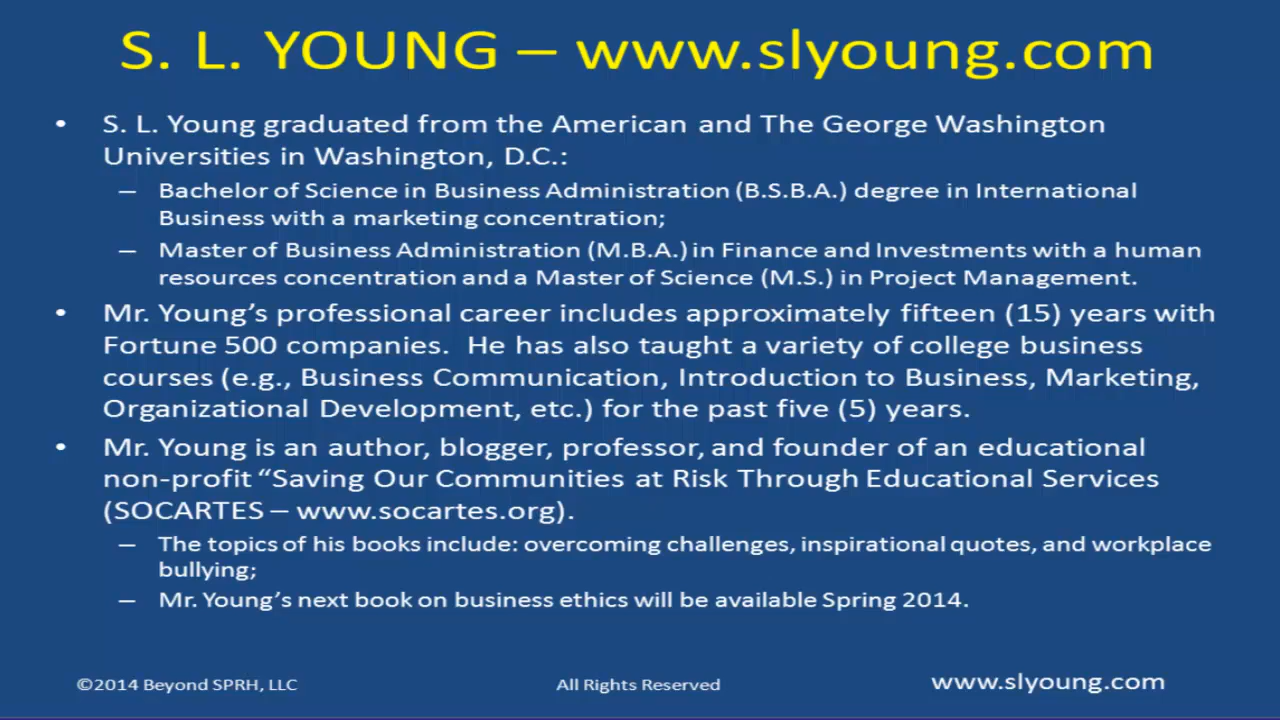 S. L. YOUNG – www.slyoung.com
• S. L. Young graduated from the American and The George Washington
Universities in Washington, D.C.:
– Bachelor of Science in Business Administration (B.S.B.A.) degree in International
Business with a marketing concentration;
– Master of Business Administration (M.B.A.) in Finance and Investments with a human
resources concentration and a Master of Science (M.S.) in Project Management.
• Mr. Young’s professional career includes approximately fifteen (15) years with
Fortune 500 companies. He has also taught a variety of college business
courses (e.g., Business Communication, Introduction to Business, Marketing,
Organizational Development, etc.) for the past five (5) years.
• Mr. Young is an author, blogger, professor, and founder of an educational
non-profit “Saving Our Communities at Risk Through Educational Services
(SOCARTES – www.socartes.org).
– The topics of his books include: overcoming challenges, inspirational quotes, and workplace
bullying;
– Mr. Young’s next book on business ethics will be available Spring 2014.
©2014 Beyond SPRH, LLC All Rights Reserved www.slyoung.com